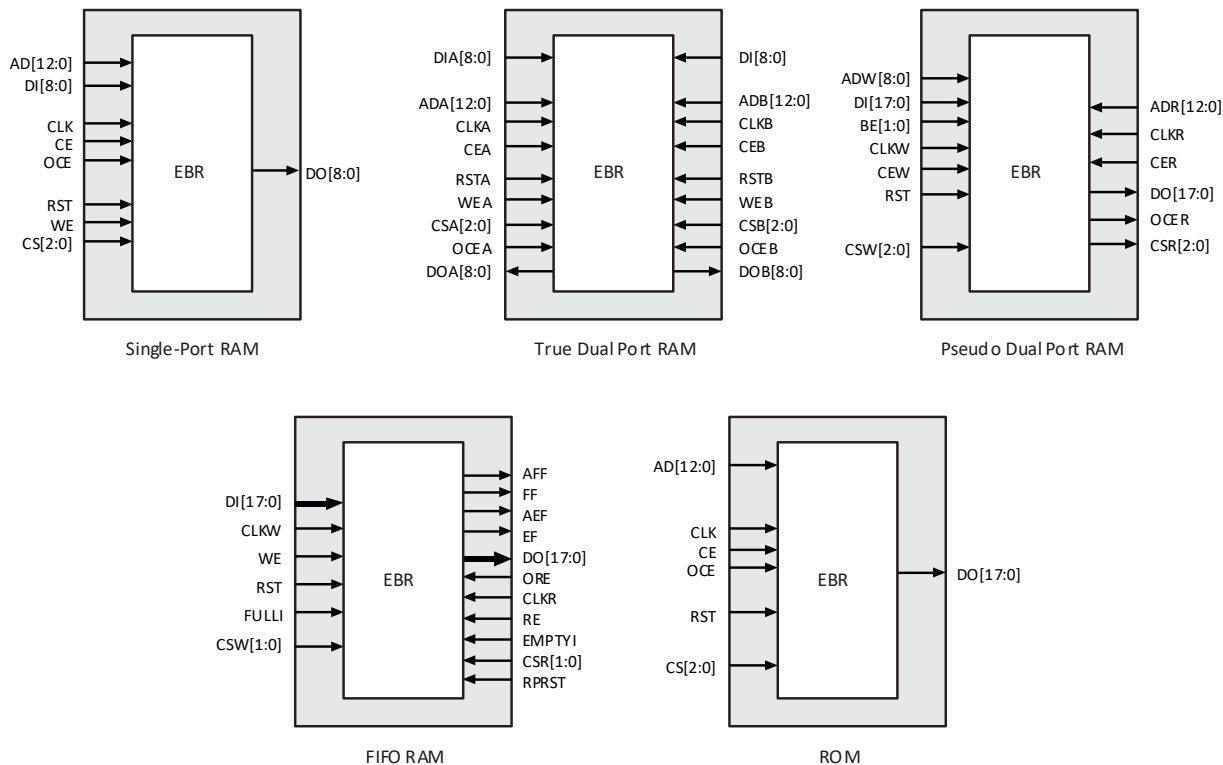 AD[12:0]
DI[8:0]
CLK
CE
OCE
RST
WE
CS[2:0]
EBR
DO[8:0]
Single-Port RAM
DIA[8:0]
ADA[12:0]
CLKA
CEA
RSTA
WEA
CSA[2:0]
OCEA
DOA[8:0]
EBR
DI[8:0]
ADB[12:0]
CLKB
CEB
RSTB
WEB
CSB[2:0]
OCEB
DOB[8:0]
True Dual Port RAM
ADW[8:0]
DI[17:0]
BE[1:0]
CLKW
CEW
RST
CSW[2:0]
EBR
ADR[12:0]
CLKR
CER
DO[17:0]
OCER
CSR[2:0]
Pseudo Dual Port RAM
DI[17:0]
CLKW
WE
RST
FULLI
CSW[1:0]
EBR
AFF
FF
AEF
EF
DO[17:0]
ORE
CLKR
RE
EMPTYI
CSR[1:0]
RPRST
FIFO RAM
AD[12:0]
CLK
CE
OCE
RST
CS[2:0]
EBR
DO[17:0]
ROM